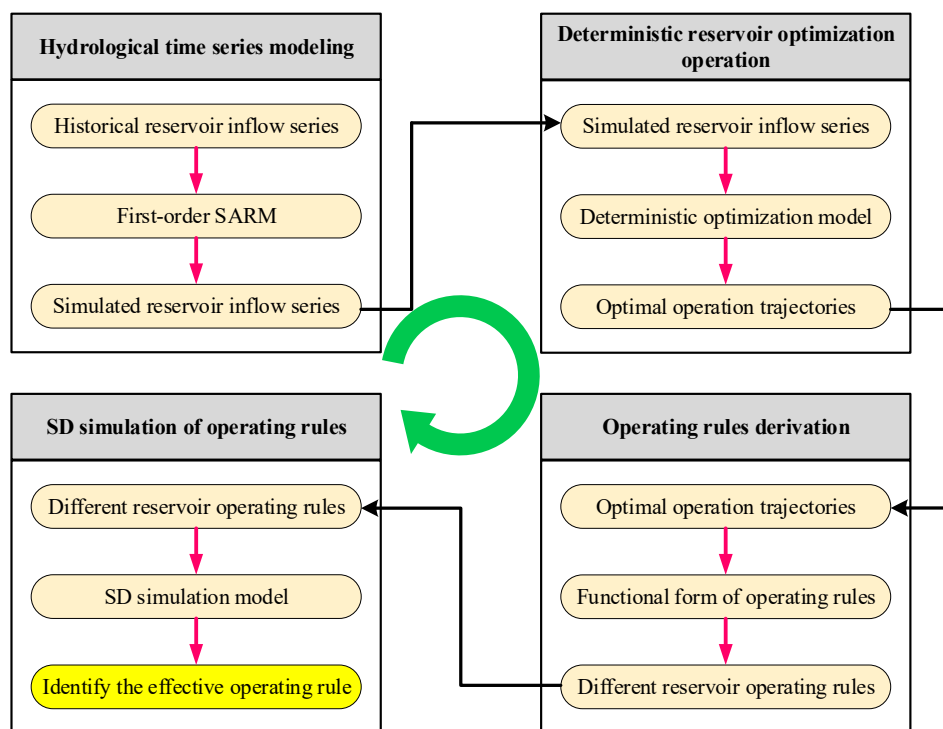 Hydrological time series modeling
Historical reservoir inflow series
First-order SARM
Simulated reservoir inflow series
Deterministic reservoir optimization
operation
Simulated reservoir inflow series
Deterministic optimization model
Optimal operation trajectories
SD simulation of operating rules
Different reservoir operating rules
SD simulation model
Identify the effective operating rule
Operating rules derivation
Optimal operation trajectories
Functional form of operating rules
Different reservoir operating rules